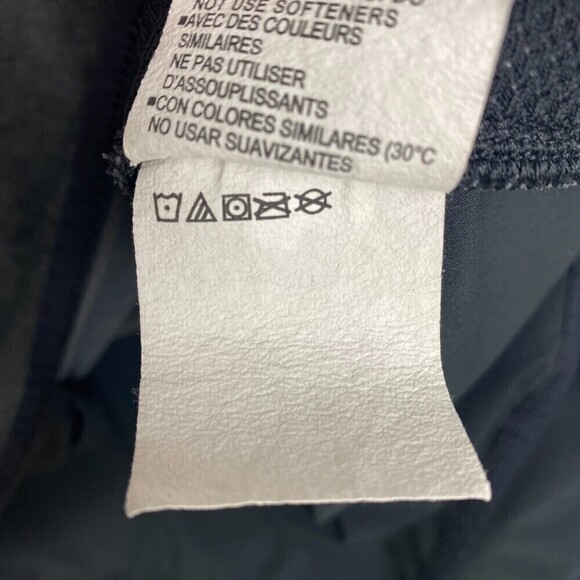 NOT USE SOFTENERS
▪AVEC DES COULEURS
SIMILAIRES
NE PAS UTILISER
D'ASSOUPLISSANTS
▪CON COLORES SIMILARES (30°C
NO USAR SUAVIZANTES